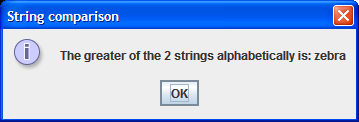 String comparison
The greater of the 2 strings alphabetically is: zebra
OK